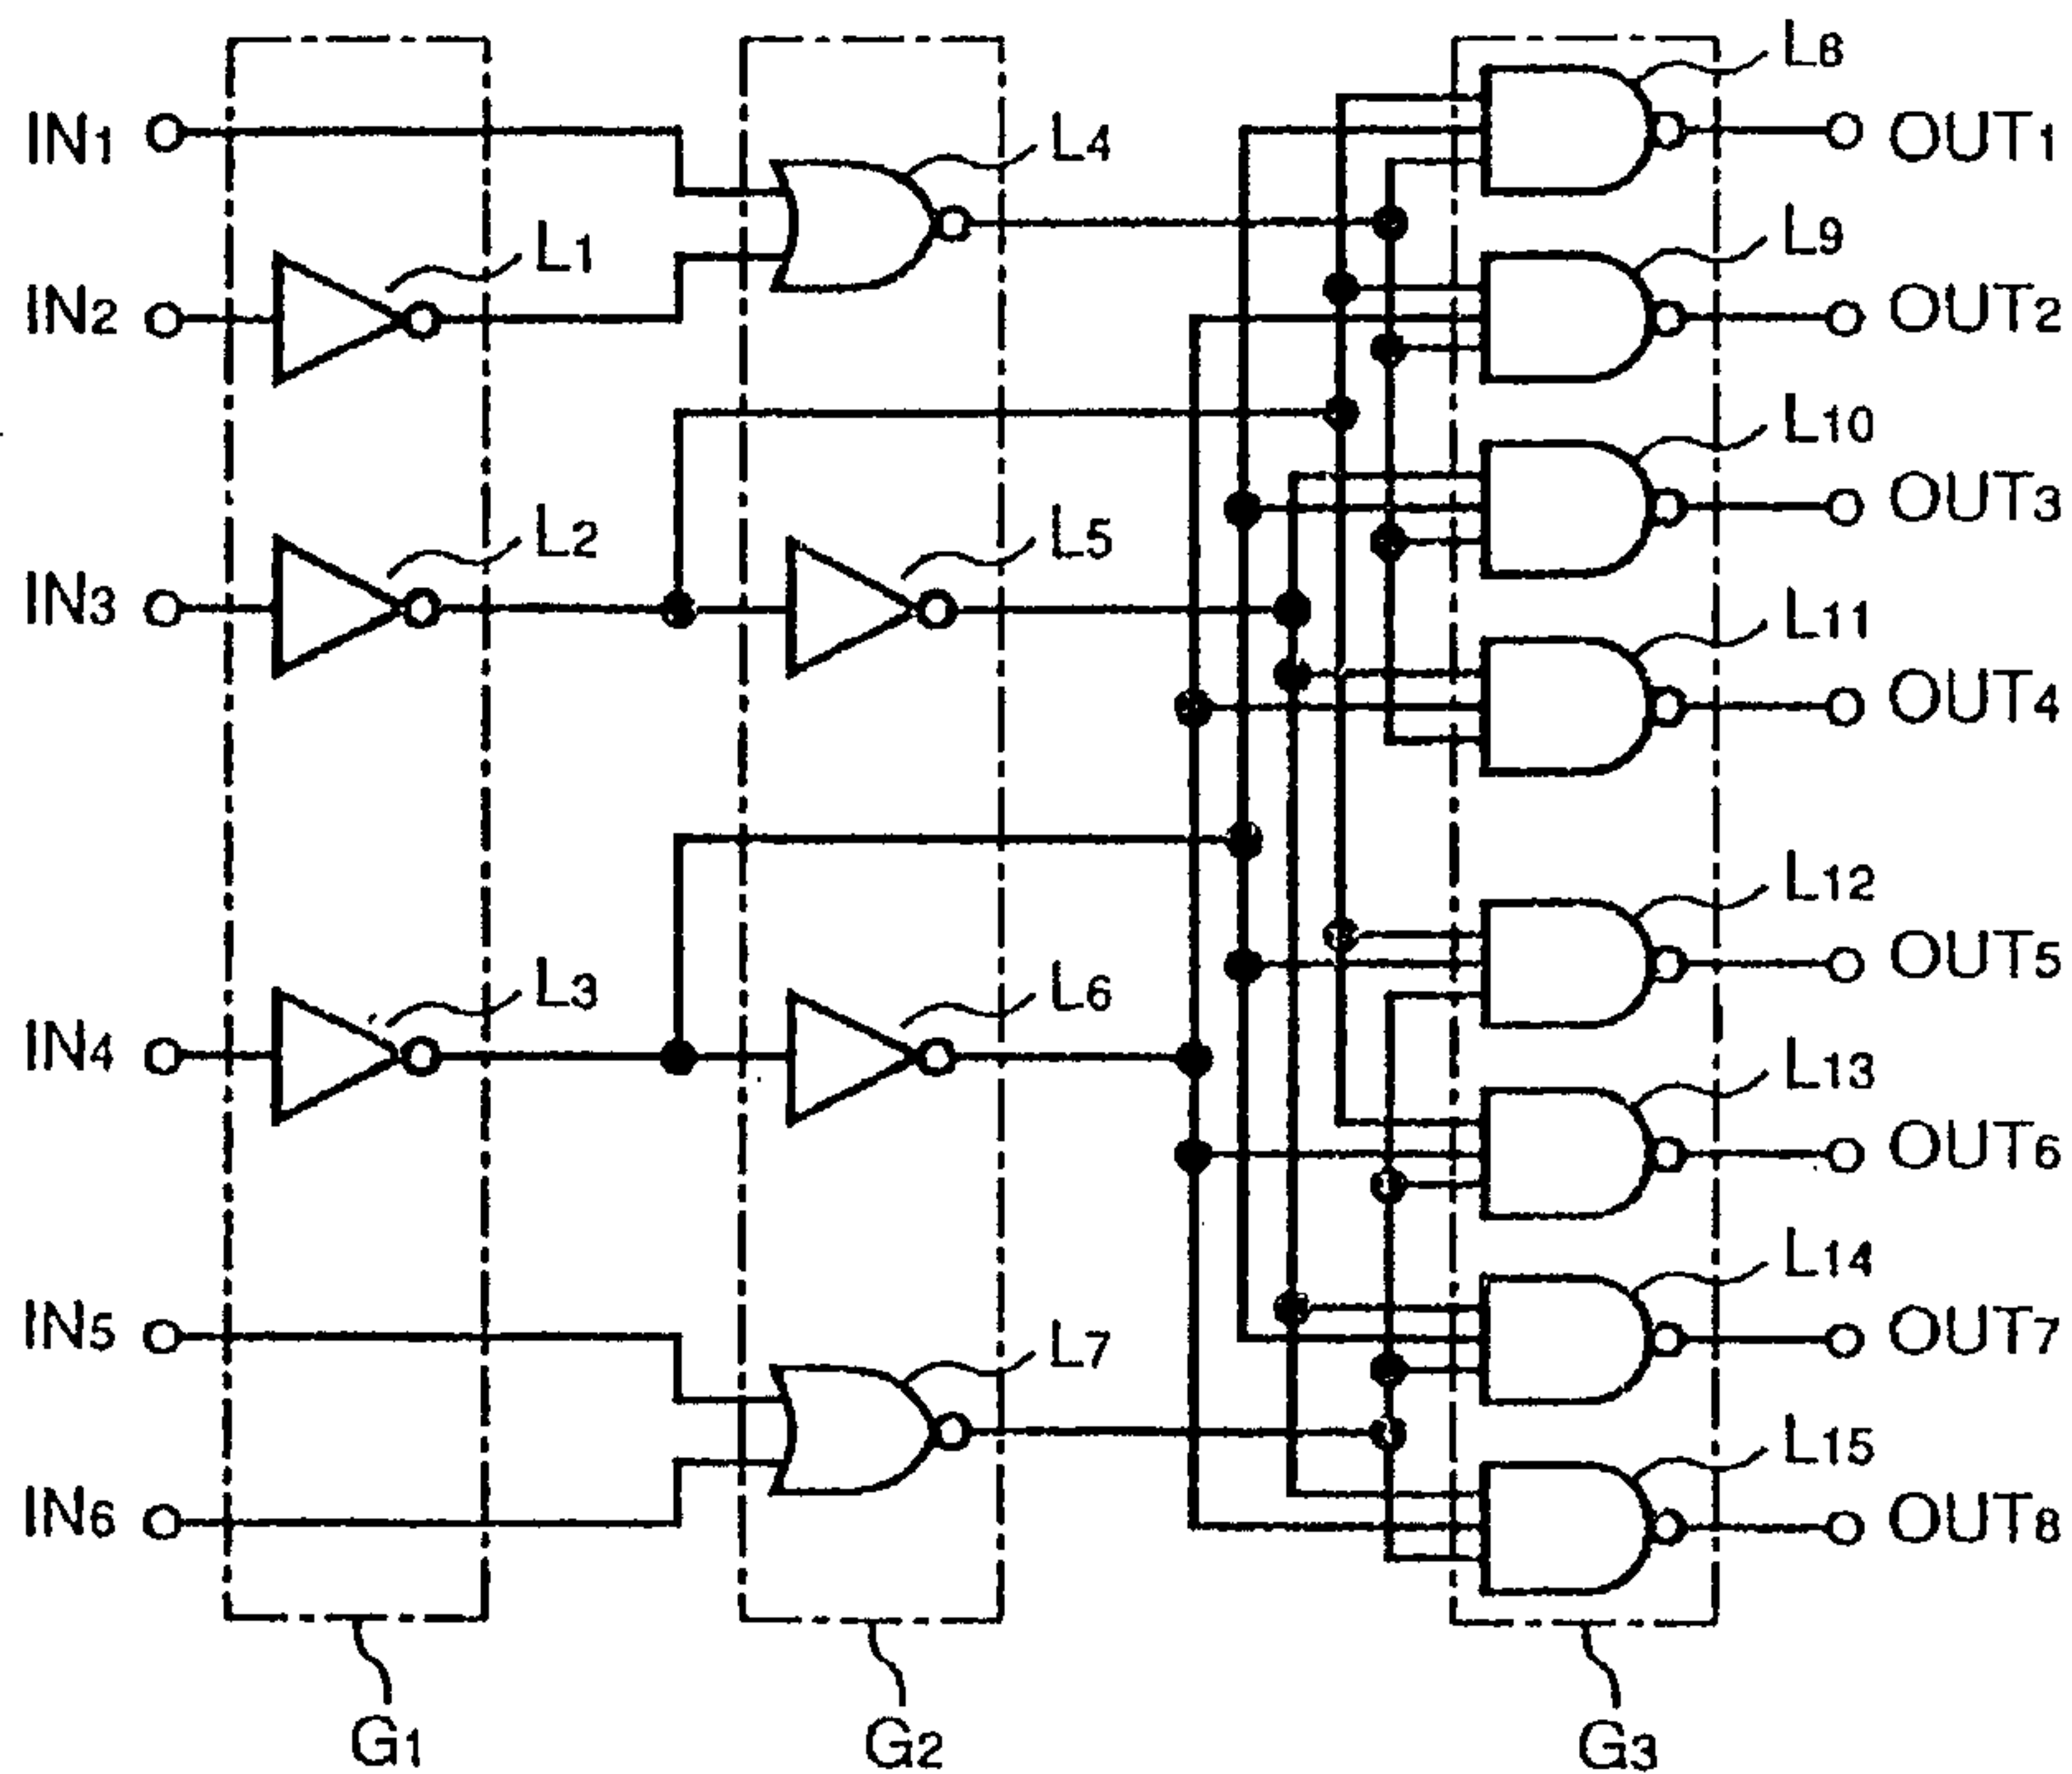 L8
IN1
L4
OUT1
L1
L9
IN2
OUT2
L10
L2
L5
OUT3
IN3
L11
OUT4
L12
L3
L6
OUT5
IN4
L13
OUT6
L14
IN5
L7
OUT7
L15
IN6
OUT8
G1
G2
G3